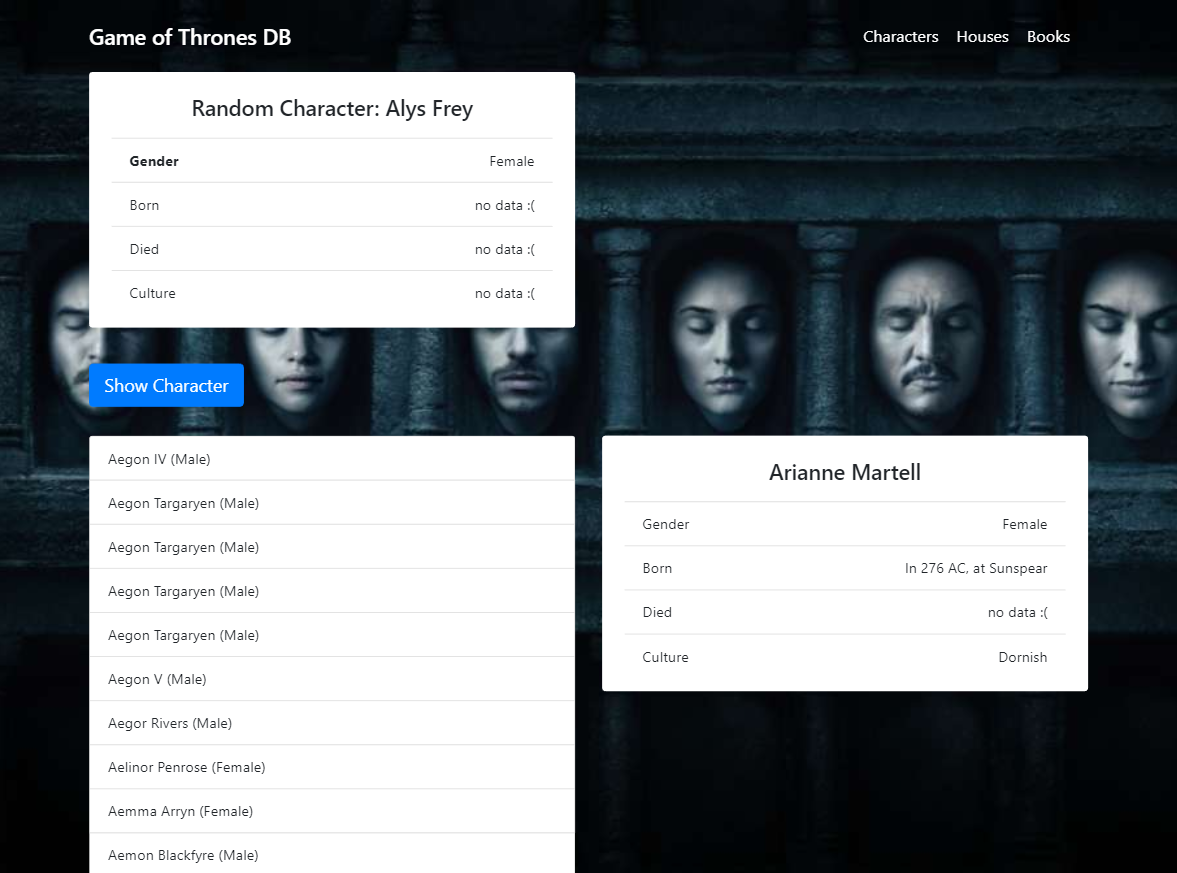 Game of Thrones DB
Characters Houses Books
Random Character: Alys Frey
Gender Female
Born no data :(
Died no data :(
Culture no data :(
Show Character
Aegon IV (Male)
Aegon Targaryen (Male)
Aegon Targaryen (Male)
Aegon Targaryen (Male)
Aegon Targaryen (Male)
Aegon V (Male)
Aegor Rivers (Male)
Aelinor Penrose (Female)
Aemma Arryn (Female)
Aemon Blackfyre (Male)
Arianne Martell
Gender Female
Born In 276 AC, at Sunspear
Died no data :(
Culture Dornish